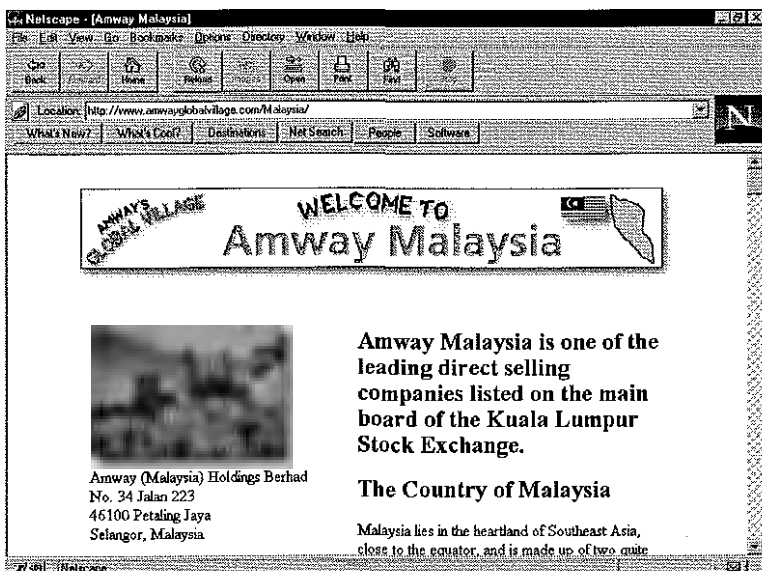 Netscape - [Amway Malaysia]
File Edit View Go Bookmarks Options Directory Window Help
Back Forward Home Reload Images Open Print Find Stop
Location: http://www.amwayglobalvillage.com/Malaysia/
What's New? What's Cool? Destinations Net Search People Software
AMWAY'S
GLOBAL VILLAGE
WELCOME TO
Amway Malaysia
Amway (Malaysia) Holdings Berhad
No. 34 Jalan 223
46100 Petaling Jaya
Selangor, Malaysia
Amway Malaysia is one of the
leading direct selling
companies listed on the main
board of the Kuala Lumpur
Stock Exchange.
The Country of Malaysia
Malaysia lies in the heartland of Southeast Asia,
close to the equator, and is made up of two quite
Netscape
N